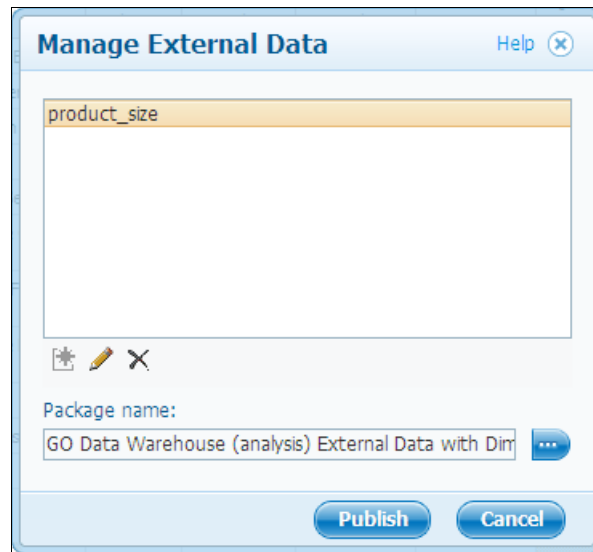 Manage External Data
Help
product_size
Package name:
GO Data Warehouse (analysis) External Data with Dim
Publish
Cancel